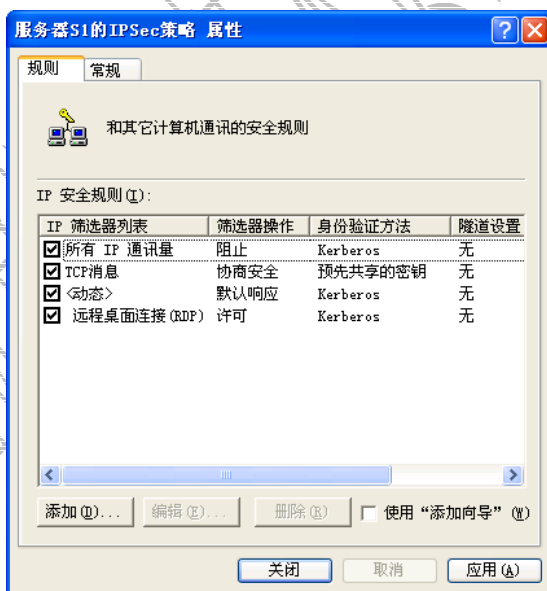 服务器S1的IPSec策略 属性
规则 常规
和其它计算机通讯的安全规则
IP 安全规则(I):
IP 筛选器列表 筛选器操作 身份验证方法 隧道设置
所有 IP 通讯量 阻止 Kerberos 无
TCP消息 协商安全 预先共享的密钥 无
<动态> 默认响应 Kerberos 无
远程桌面连接(RDP) 许可 Kerberos 无
添加(D)... 编辑(E)... 删除(R) 使用“添加向导”(W)
关闭 取消 应用(A)